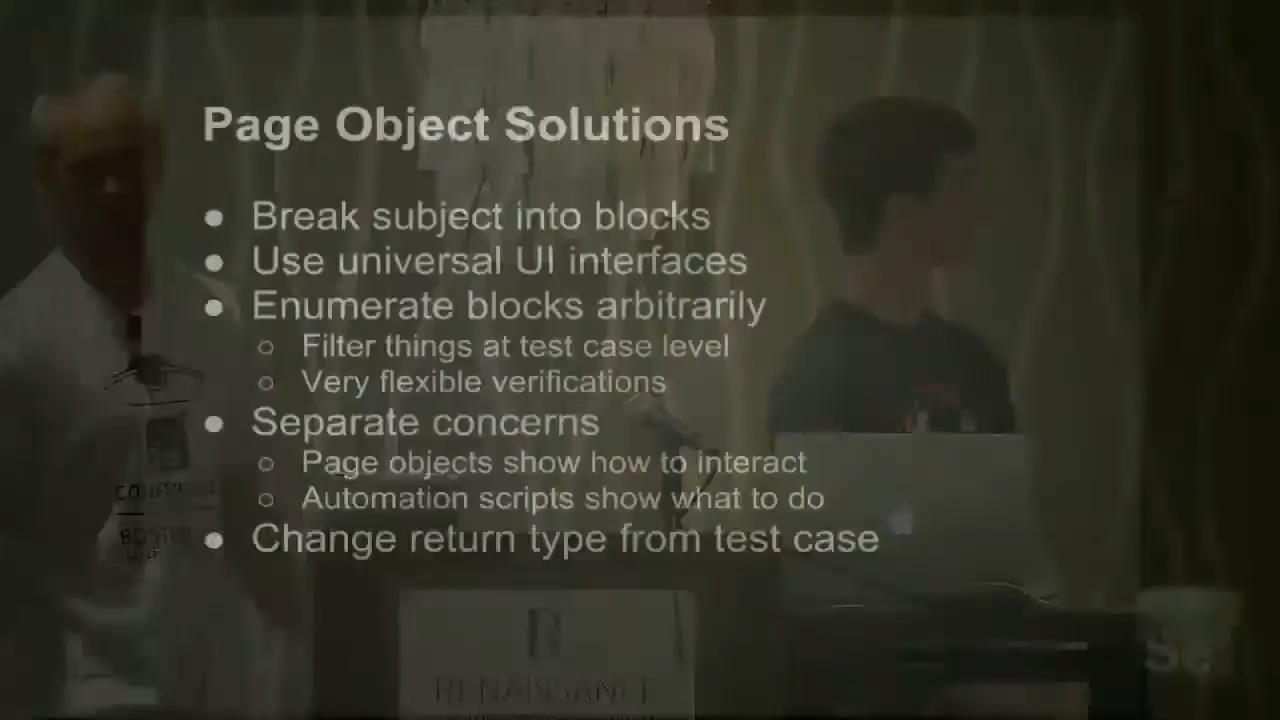 Page Object Solutions
● Break subject into blocks
● Use universal UI interfaces
● Enumerate blocks arbitrarily
○ Filter things at test case level
○ Very flexible verifications
● Separate concerns
○ Page objects show how to interact
○ Automation scripts show what to do
● Change return type from test case
R
RENAISSANCE